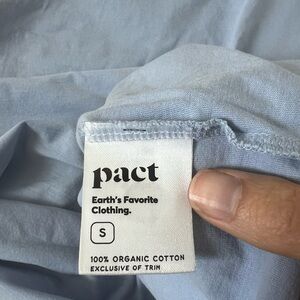 pact
Earth's Favorite
Clothing.
S
100% ORGANIC COTTON
EXCLUSIVE OF TRIM